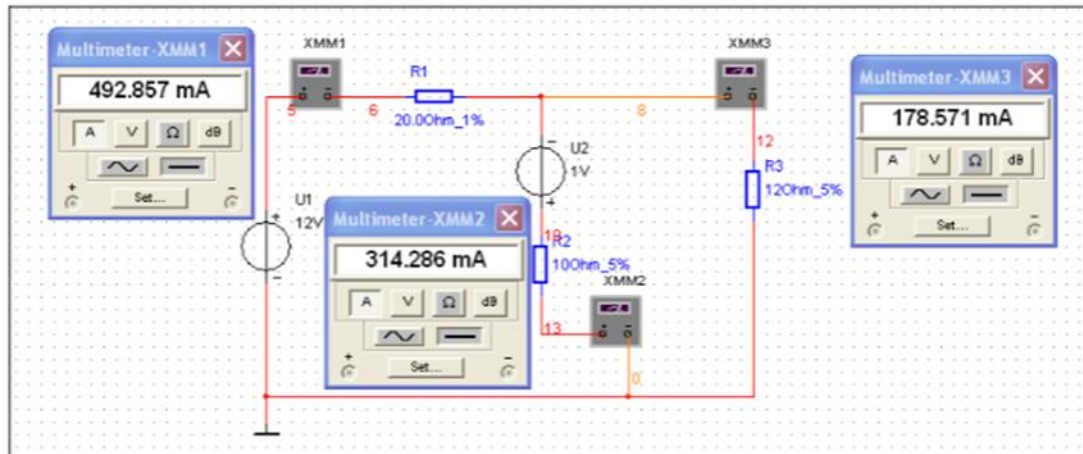 XMM1
XMM3
Multimeter-XMM1
492.857 mA
A V Ω dB
Set...
+ -
5
6
R1
20.0Ohm_1%
8
12
R3
12Ohm_5%
Multimeter-XMM3
178.571 mA
A V Ω dB
Set...
+ -
U2
1V
U1
12V
Multimeter-XMM2
314.286 mA
A V Ω dB
Set...
+ -
R2
10Ohm_5%
XMM2
13
0